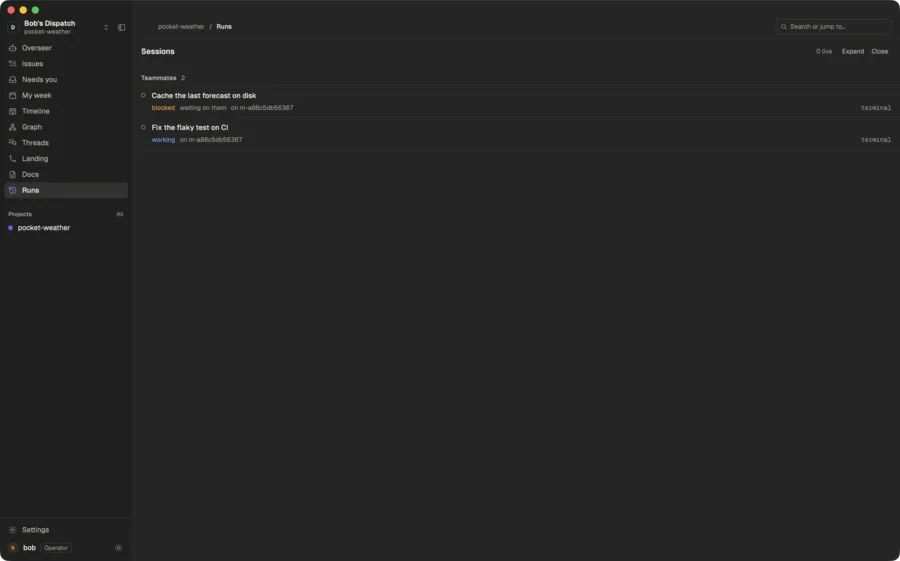 D
Bob's Dispatch
pocket-weather
Overseer
Issues
Needs you
My week
Timeline
Graph
Threads
Landing
Docs
Runs
Projects
All
pocket-weather
Settings
bob
Operator
pocket-weather / Runs
Search or jump to…
Sessions
0 live
Expand
Close
Teammates 2
Cache the last forecast on disk
blocked waiting on them on m-a88c5db56367
terminal
Fix the flaky test on CI
working on m-a88c5db56367
terminal